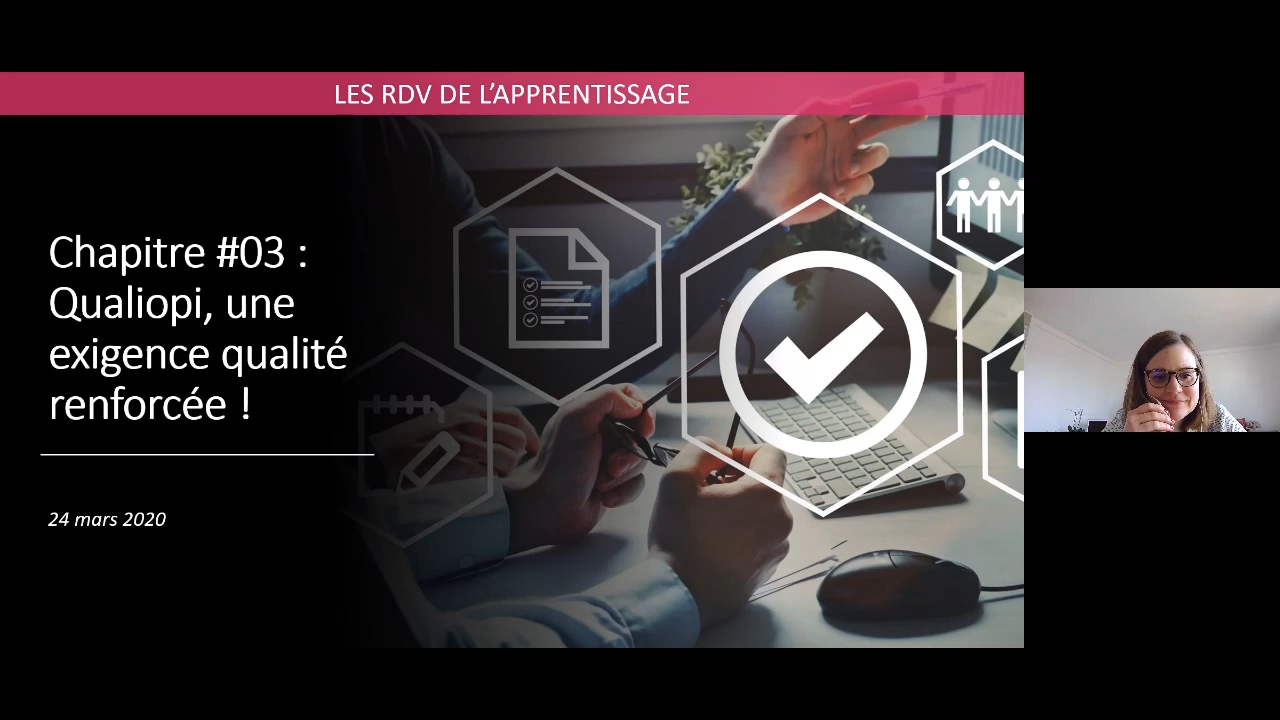 LES RDV DE L’APPRENTISSAGE
Chapitre #03 :
Qualiopi, une
exigence qualité
renforcée !
24 mars 2020